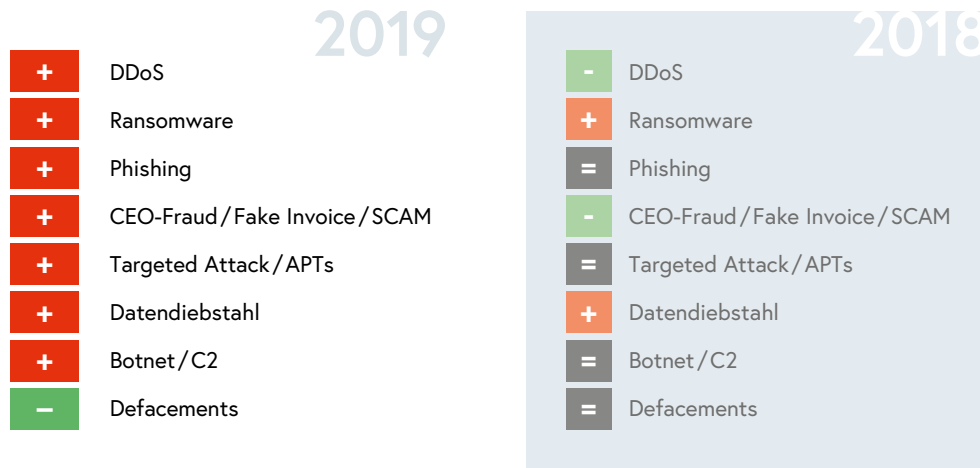 2019
+ DDoS
+ Ransomware
+ Phishing
+ CEO-Fraud/Fake Invoice/SCAM
+ Targeted Attack/APTs
+ Datendiebstahl
+ Botnet/C2
– Defacements
2018
- DDoS
+ Ransomware
= Phishing
- CEO-Fraud/Fake Invoice/SCAM
= Targeted Attack/APTs
+ Datendiebstahl
= Botnet/C2
= Defacements